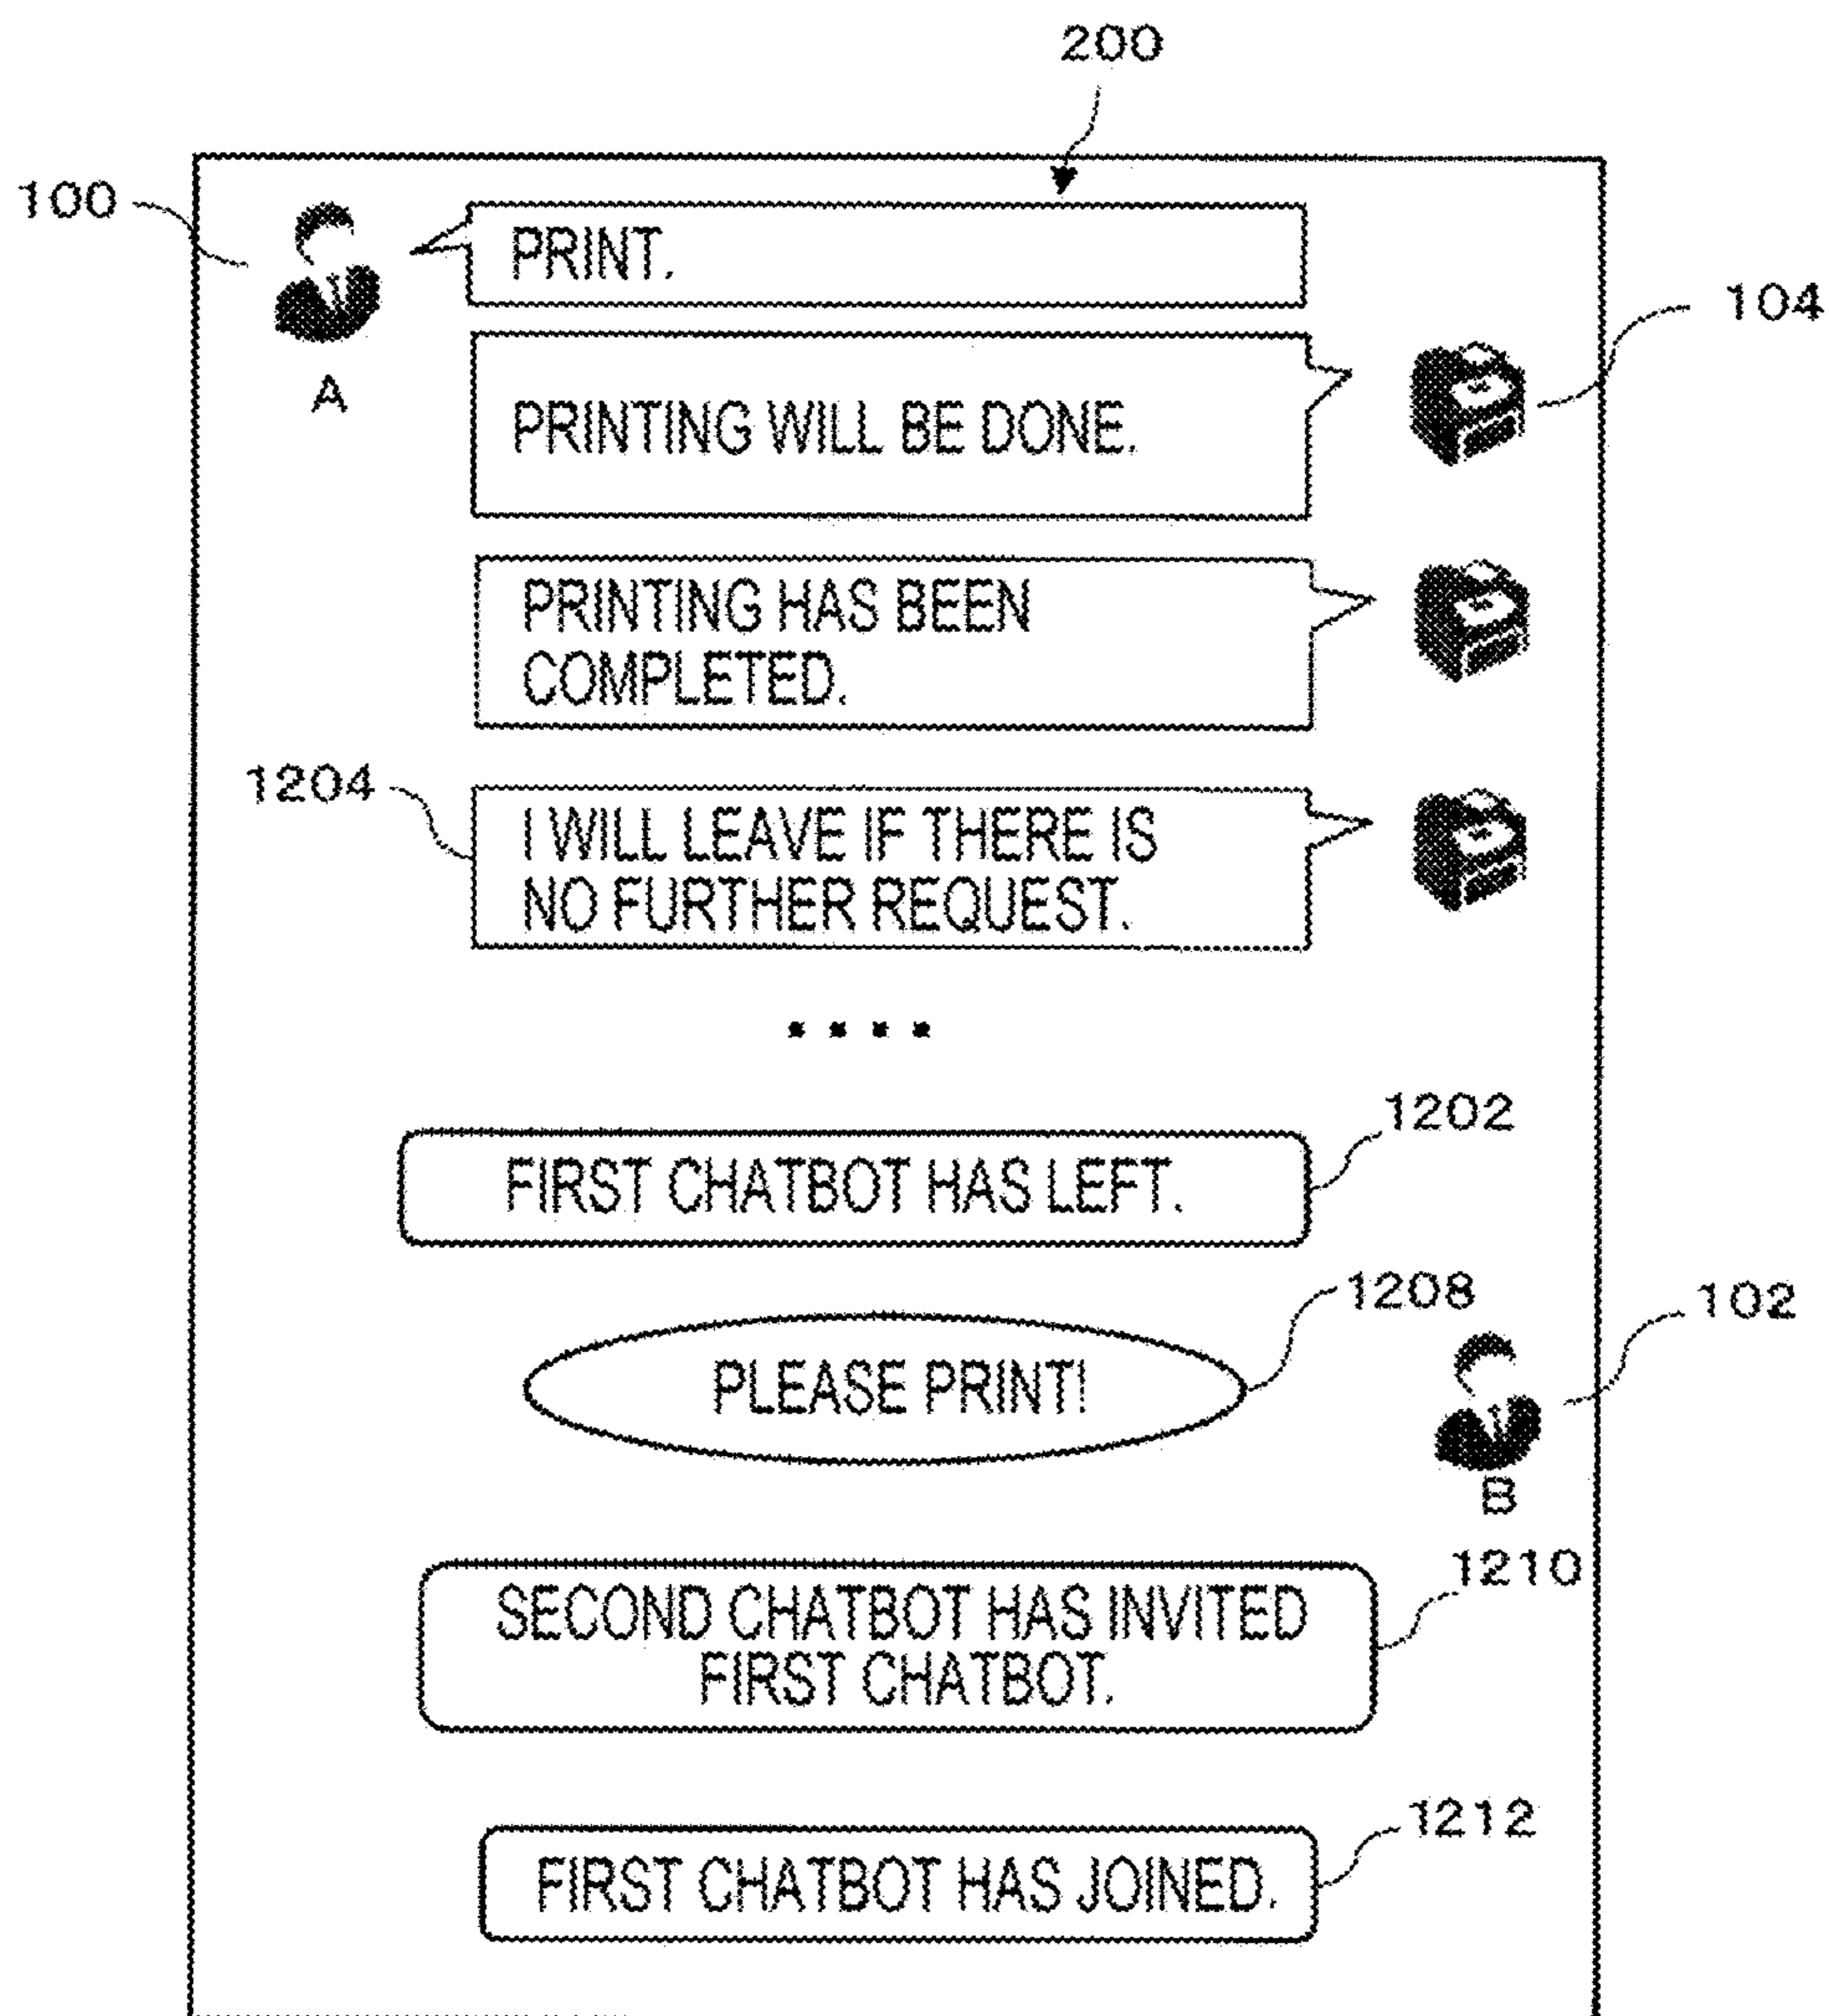 200
100
PRINT.
A
104
PRINTING WILL BE DONE.
PRINTING HAS BEEN
COMPLETED.
1204
I WILL LEAVE IF THERE IS
NO FURTHER REQUEST.
1202
FIRST CHATBOT HAS LEFT.
1208
102
PLEASE PRINT!
B
1210
SECOND CHATBOT HAS INVITED
FIRST CHATBOT.
1212
FIRST CHATBOT HAS JOINED.